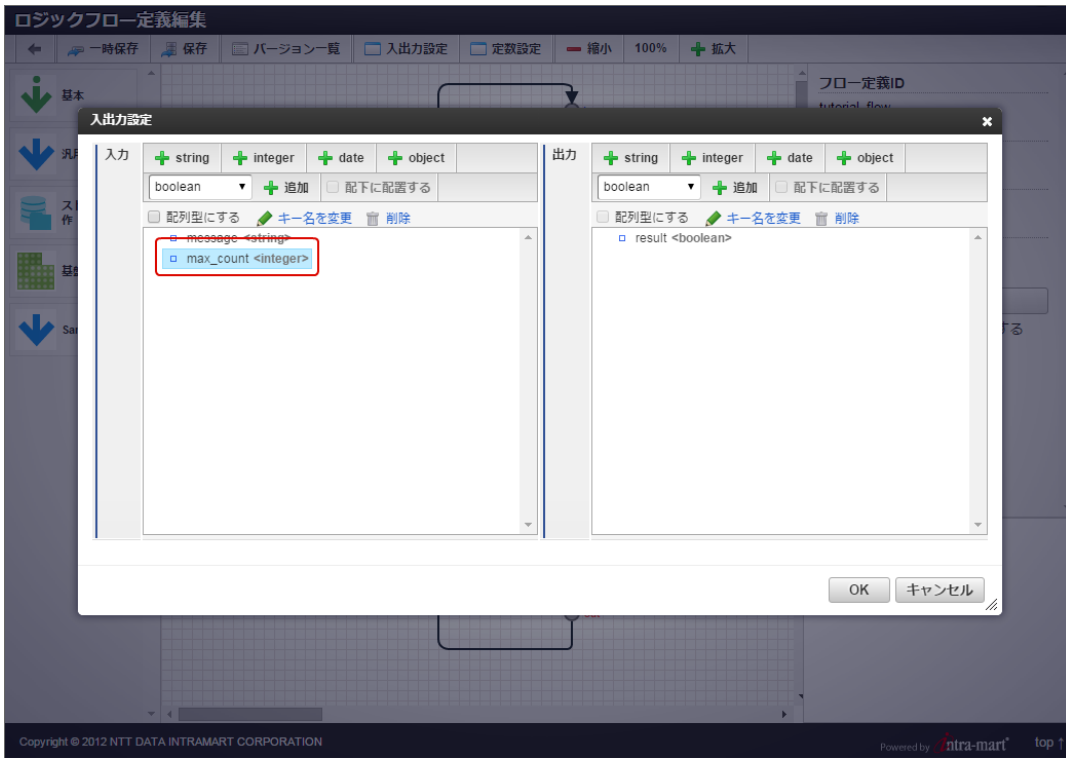 ロジックフロー定義編集
一時保存 保存 バージョン一覧 入出力設定 定数設定 縮小 100% 拡大
基本
フロー定義ID
tutorial_flow
入出力設定
入力
string integer date object
boolean 追加 配下に配置する
配列型にする キー名を変更 削除
message <string>
max_count <integer>
出力
string integer date object
boolean 追加 配下に配置する
配列型にする キー名を変更 削除
result <boolean>
汎用
作
基盤
する
OK キャンセル
Copyright © 2012 NTT DATA INTRAMART CORPORATION
Powered by intra-mart
top ↑